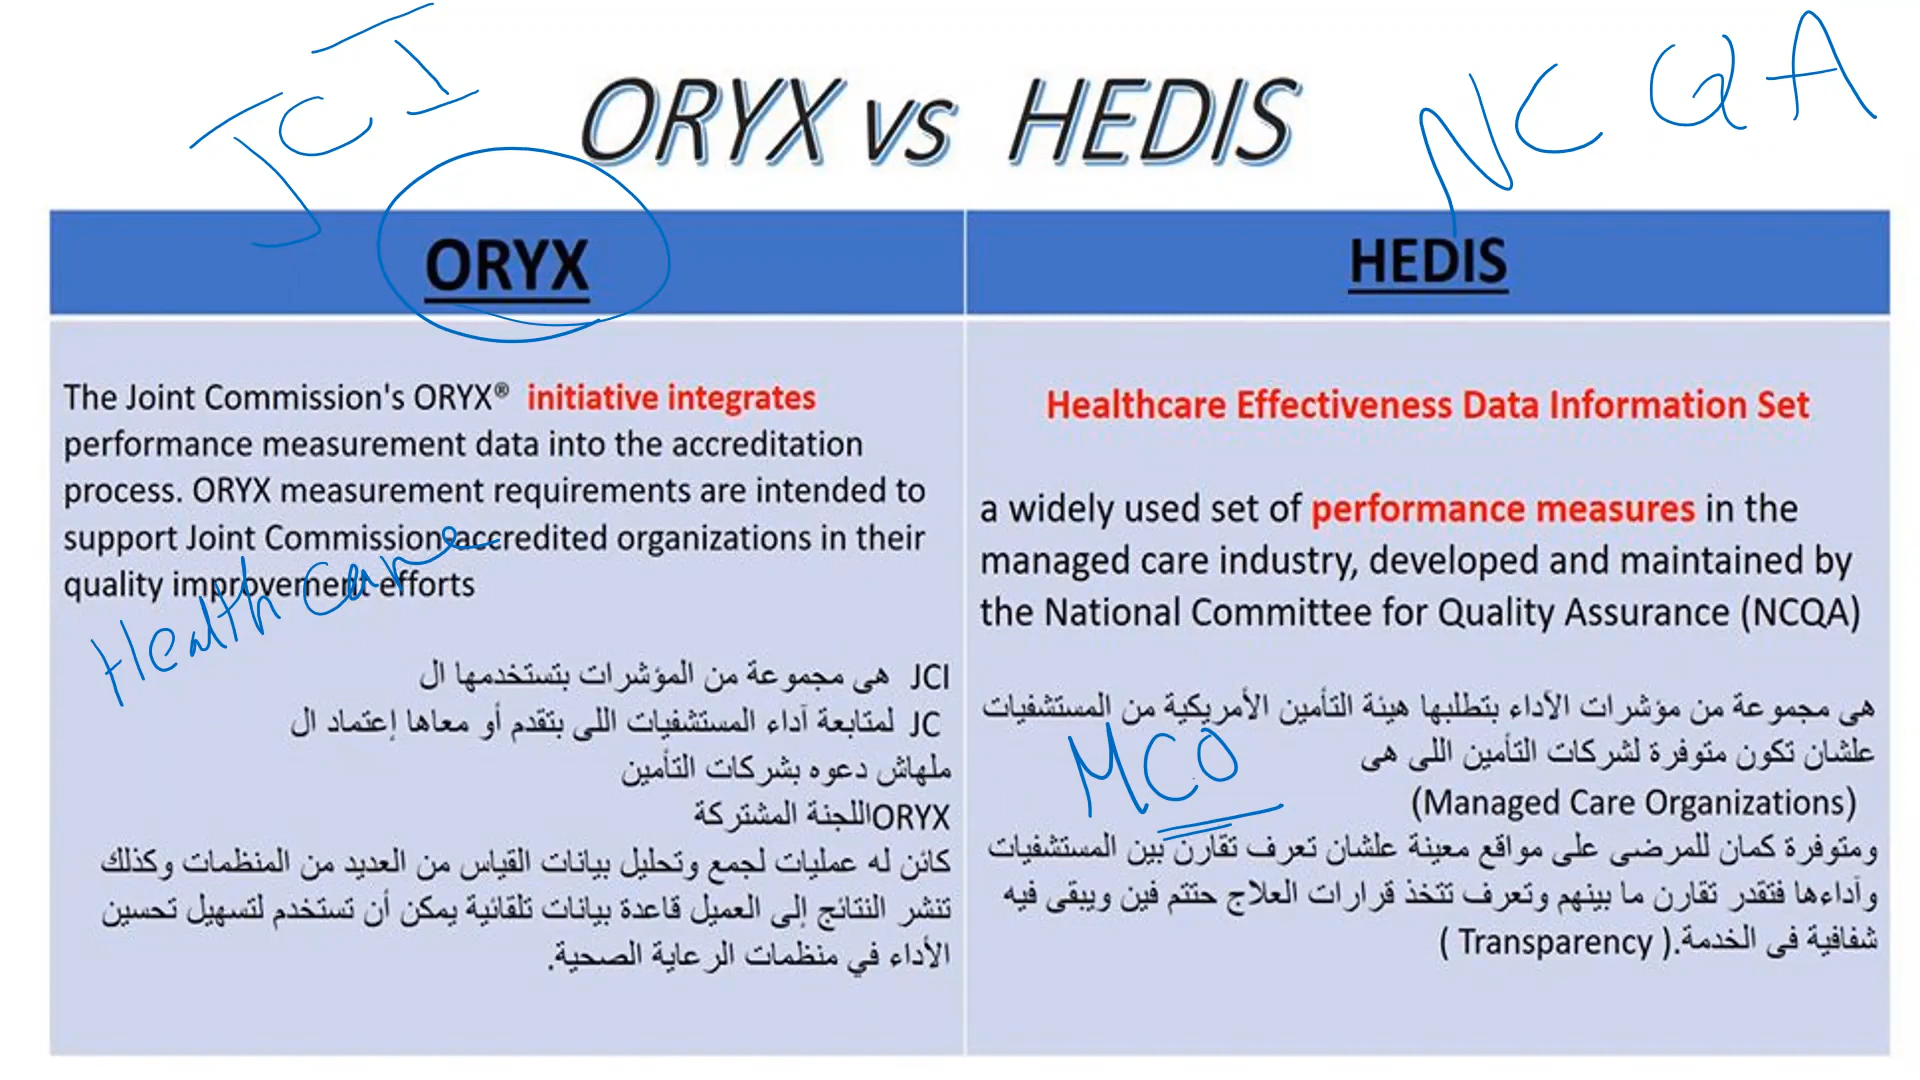 JCI
NCQA
ORYX vs HEDIS
ORYX
The Joint Commission's ORYX® initiative integrates
performance measurement data into the accreditation
process. ORYX measurement requirements are intended to
support Joint Commission-accredited organizations in their
quality improvement efforts
Health care
JCI هى مجموعة من المؤشرات بتستخدمها ال
JC لمتابعة آداء المستشفيات اللى بتقدم أو معاها إعتماد ال
ملهاش دعوه بشركات التأمين
ORYXاللجنة المشتركة
كائن له عمليات لجمع وتحليل بيانات القياس من العديد من المنظمات وكذلك
تنشر النتائج إلى العميل قاعدة بيانات تلقائية يمكن أن تستخدم لتسهيل تحسين
الأداء في منظمات الرعاية الصحية.
HEDIS
Healthcare Effectiveness Data Information Set
a widely used set of performance measures in the
managed care industry, developed and maintained by
the National Committee for Quality Assurance (NCQA)
هى مجموعة من مؤشرات الآداء بتطلبها هيئة التأمين الأمريكية من المستشفيات
علشان تكون متوفرة لشركات التأمين اللى هى
MCO
(Managed Care Organizations)
ومتوفرة كمان للمرضى على مواقع معينة علشان تعرف تقارن بين المستشفيات
وآداءها فتقدر تقارن ما بينهم وتعرف تتخذ قرارات العلاج حتتم فين ويبقى فيه
شفافية فى الخدمة.( Transparency )